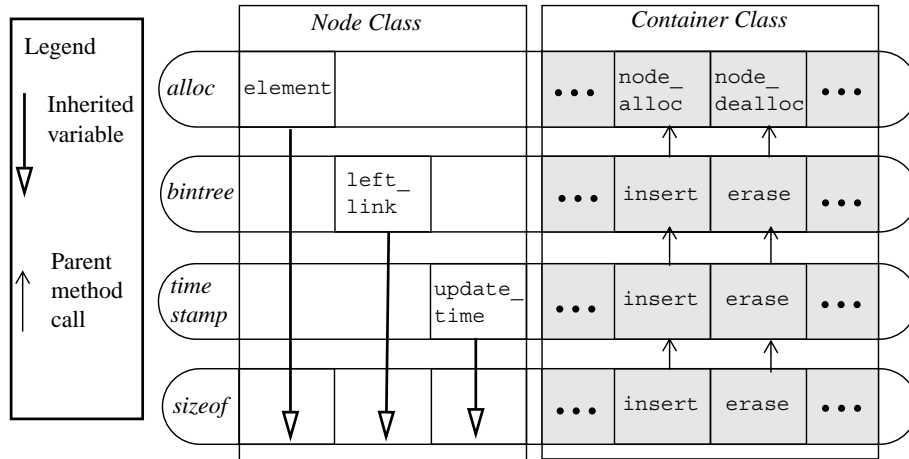 Node Class
Container Class
Legend
Inherited
variable
Parent
method
call
alloc
element
•••
node_
alloc
node_
dealloc
•••
bintree
left_
link
•••
insert
erase
•••
time
stamp
update_
time
•••
insert
erase
•••
sizeof
•••
insert
erase
•••